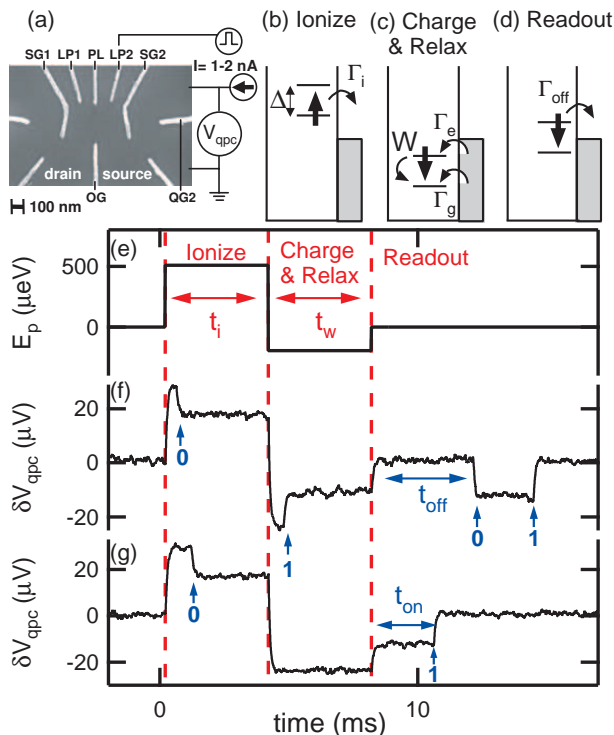 (a)
SG1 LP1 PL LP2 SG2
I= 1-2 nA
V_qpc
drain source
OG
QG2
100 nm
(b) Ionize
Δ
Γ_i
(c) Charge
& Relax
W
Γ_e
Γ_g
(d) Readout
Γ_off
(e)
Ionize
Charge
& Relax
Readout
t_i
t_w
500
0
E_p (μeV)
(f)
20
0
-20
δV_qpc (μV)
0
1
t_off
0
1
(g)
20
0
-20
δV_qpc (μV)
0
t_on
1
0
10
time (ms)